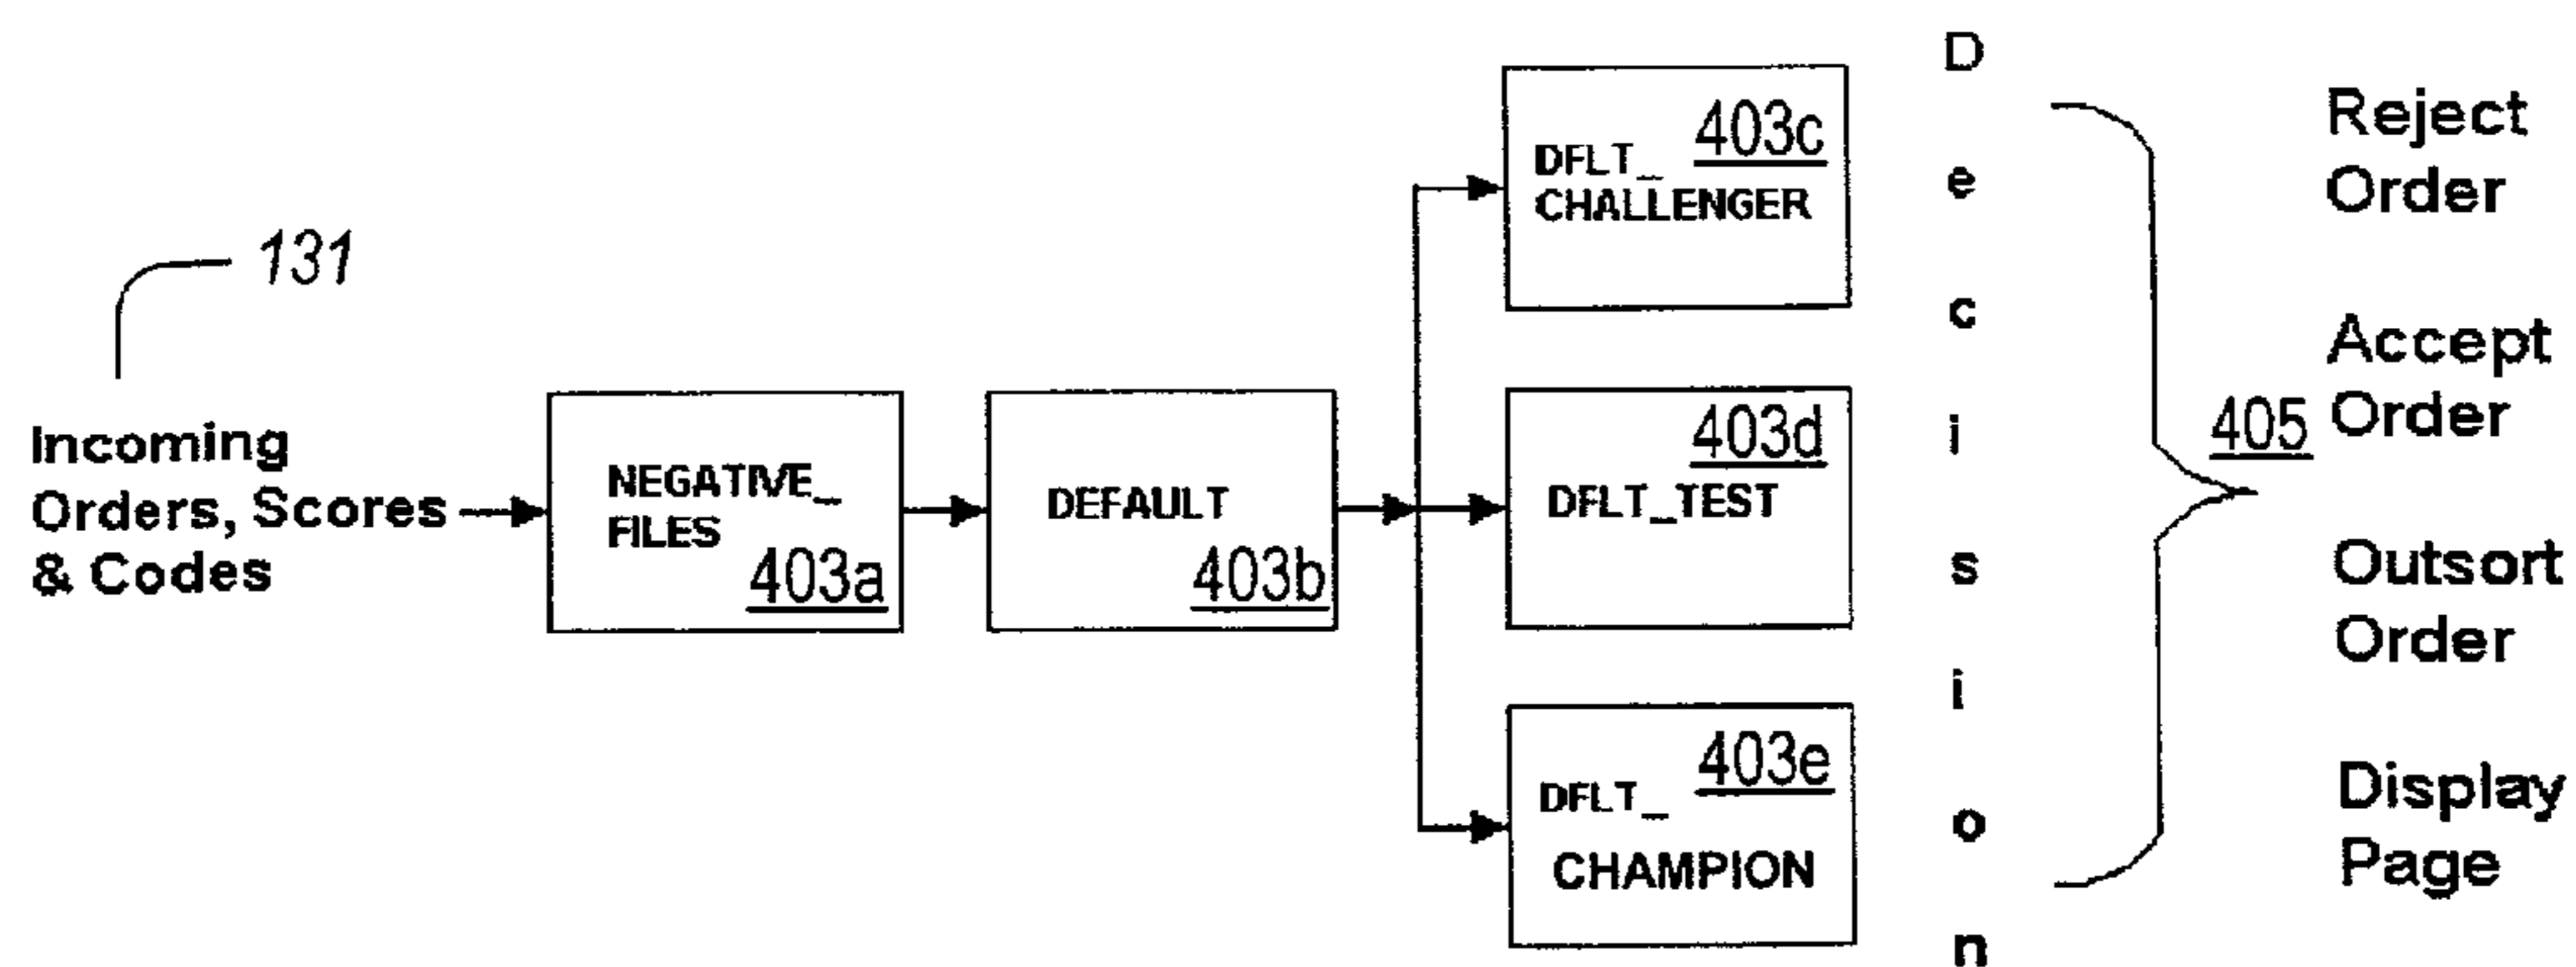 131
Incoming
Orders, Scores
& Codes
NEGATIVE_
FILES
403a
DEFAULT
403b
403c
DFLT_
CHALLENGER
403d
DFLT_TEST
403e
DFLT_
CHAMPION
D
e
c
i
s
i
o
n
405
Reject
Order
Accept
Order
Outsort
Order
Display
Page